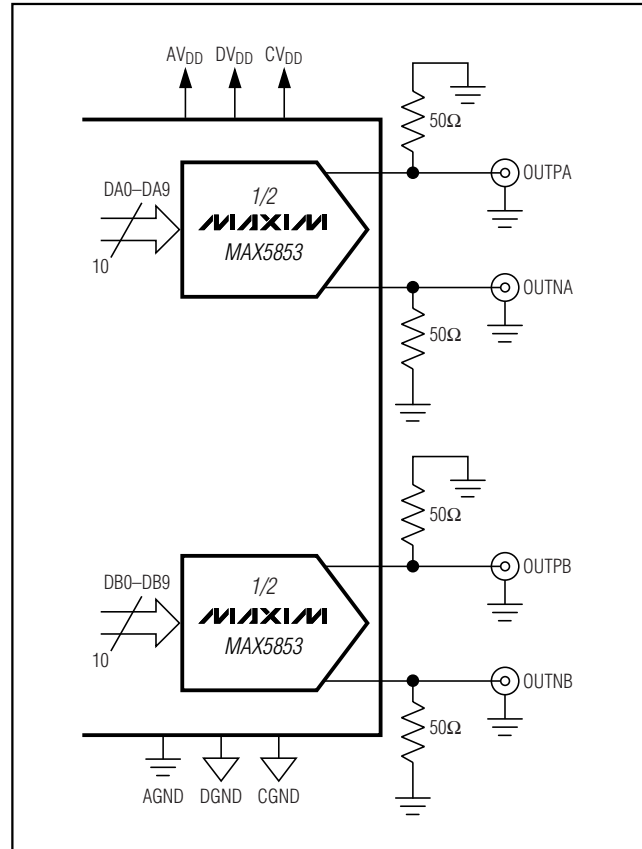 AVDD DVDD CVDD
50Ω
DA0–DA9
10
1/2
MAXIM
MAX5853
OUTPA
OUTNA
50Ω
50Ω
DB0–DB9
10
1/2
MAXIM
MAX5853
OUTPB
OUTNB
50Ω
AGND DGND CGND